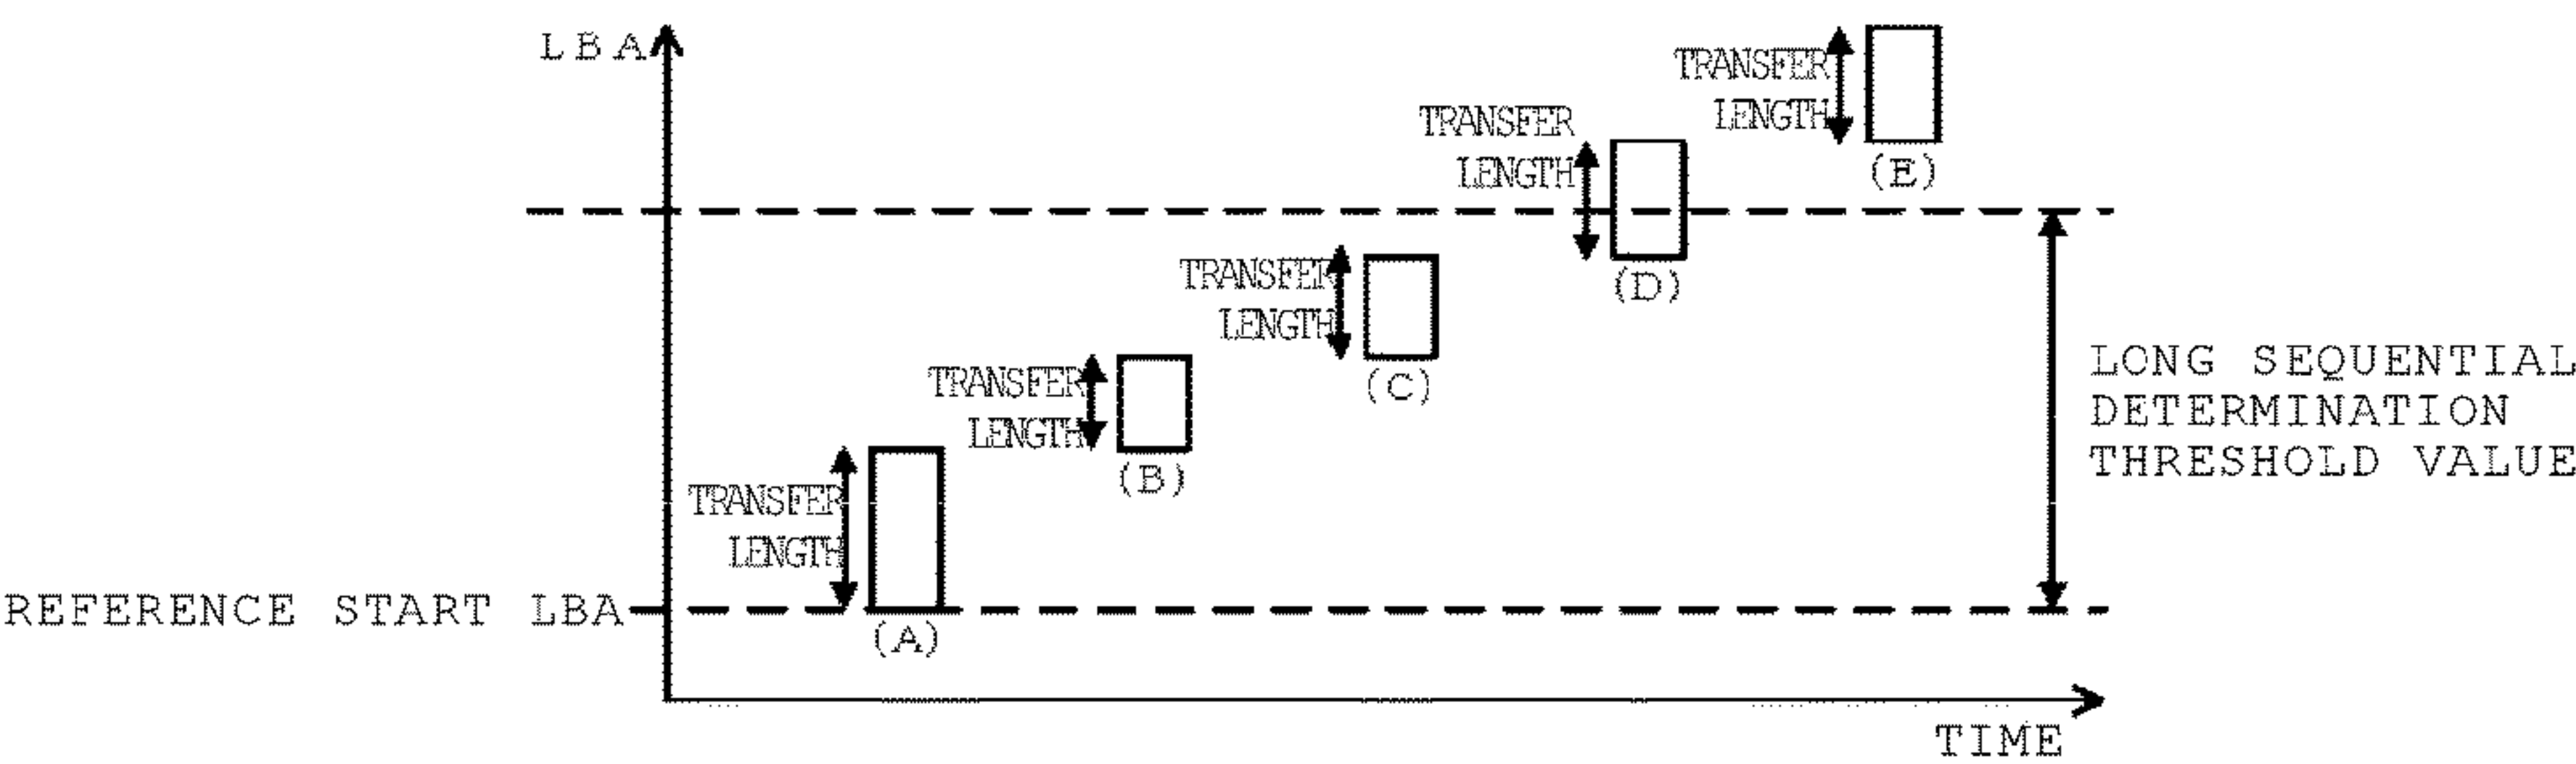 LBA
TRANSFER
LENGTH
(E)
TRANSFER
LENGTH
(D)
TRANSFER
LENGTH
(C)
TRANSFER
LENGTH
(B)
TRANSFER
LENGTH
(A)
LONG SEQUENTIAL
DETERMINATION
THRESHOLD VALUE
REFERENCE START LBA
TIME